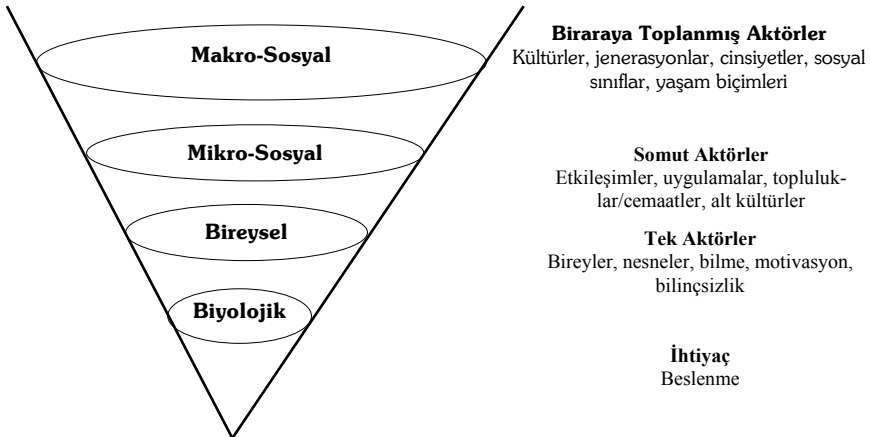 Makro-Sosyal
Mikro-Sosyal
Bireysel
Biyolojik
Biraraya Toplanmış Aktörler
Kültürler, jenerasyonlar, cinsiyetler, sosyal
sınıflar, yaşam biçimleri
Somut Aktörler
Etkileşimler, uygulamalar, topluluk-
lar/cemaatler, alt kültürler
Tek Aktörler
Bireyler, nesneler, bilme, motivasyon,
bilinçsizlik
İhtiyaç
Beslenme